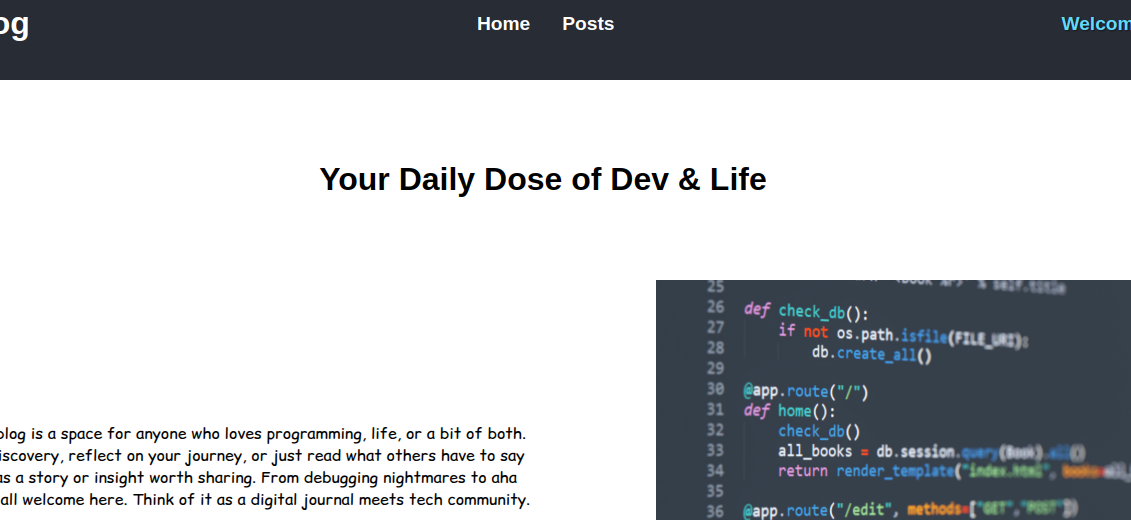 og
Home Posts
Welcom
Your Daily Dose of Dev & Life
blog is a space for anyone who loves programming, life, or a bit of both.
iscovery, reflect on your journey, or just read what others have to say
as a story or insight worth sharing. From debugging nightmares to aha
all welcome here. Think of it as a digital journal meets tech community.
25 % self.title
26 def check_db():
27 if not os.path.isfile(FILE_URI):
28 db.create_all()
29
30 @app.route("/")
31 def home():
32 check_db()
33 all_books = db.session.query(Book).all()
34 return render_template("index.html",
35
36 @app.route("/edit", methods=["GET","POST"])